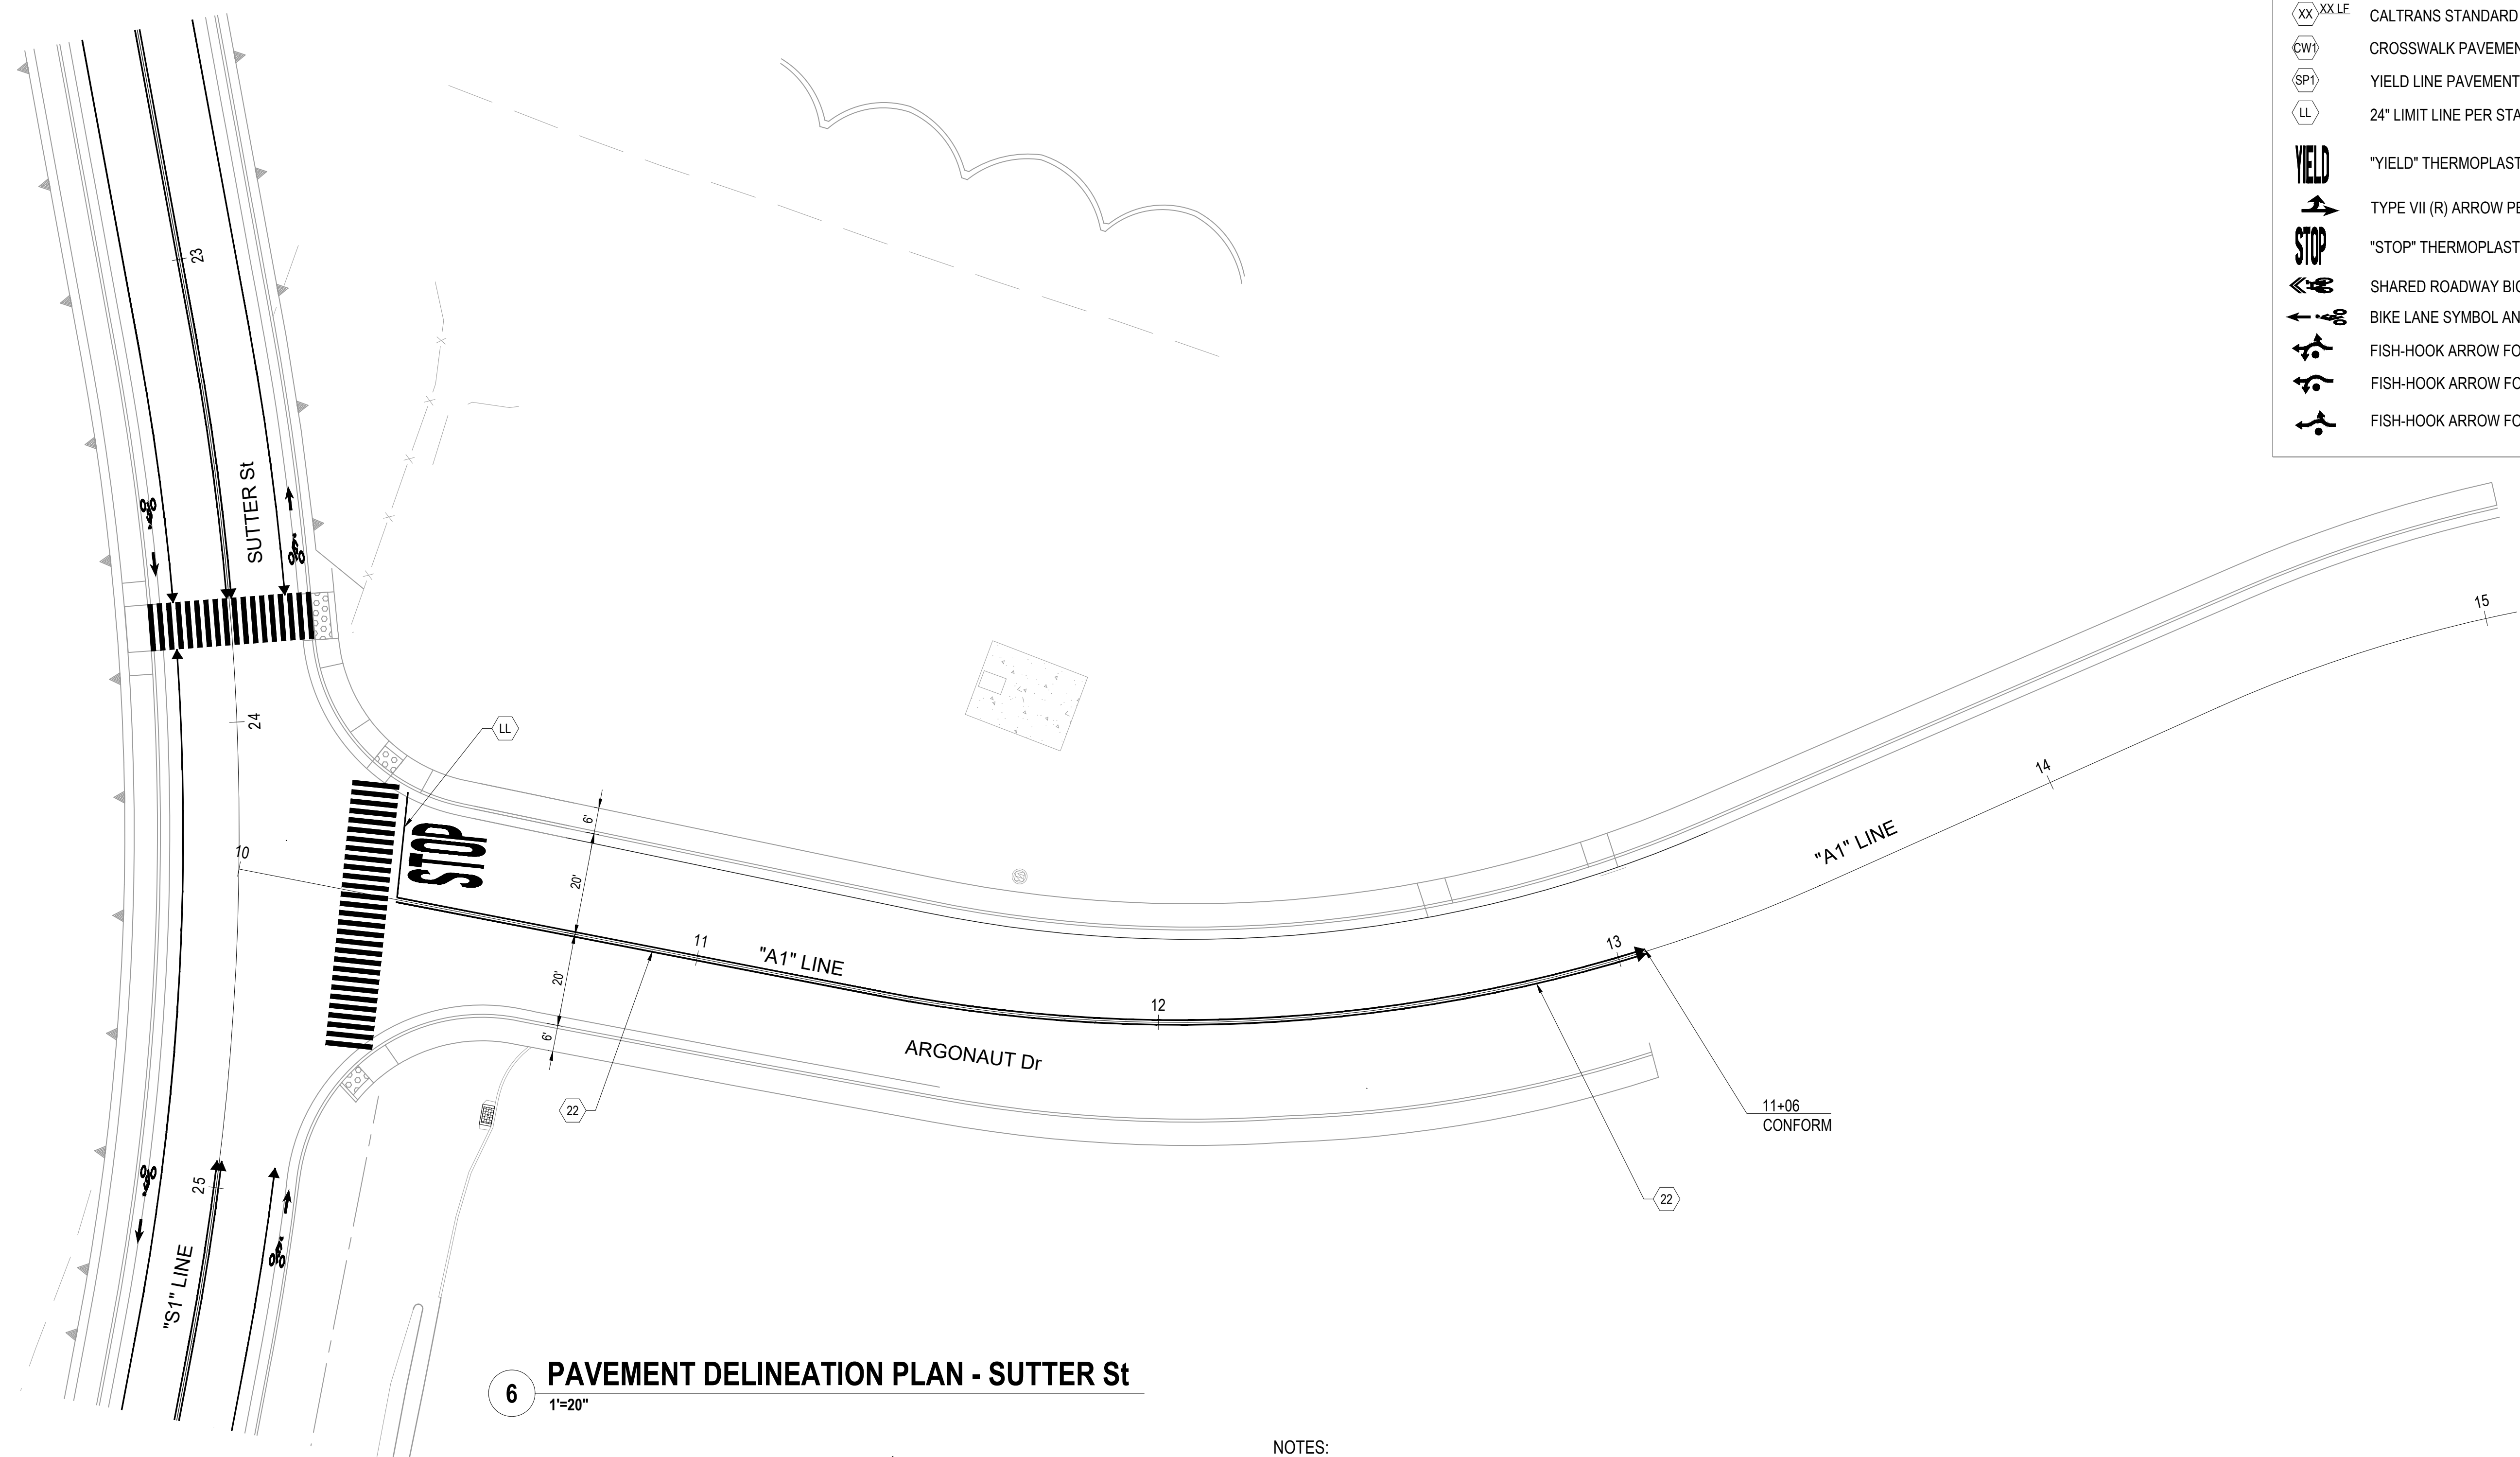 XX XX LF CALTRANS STANDARD
CW1 CROSSWALK PAVEMEN
SP1 YIELD LINE PAVEMENT
LL 24" LIMIT LINE PER STA
YIELD "YIELD" THERMOPLAST
TYPE VII (R) ARROW PE
STOP "STOP" THERMOPLAST
SHARED ROADWAY BIC
BIKE LANE SYMBOL AN
FISH-HOOK ARROW FO
FISH-HOOK ARROW FO
FISH-HOOK ARROW FO
23
SUTTER St
24
LL
10
STOP
6'
20'
20'
6'
11
"A1" LINE
12
13
14
15
"A1" LINE
ARGONAUT Dr
SS
22
11+06
CONFORM
22
25
"S1" LINE
6
PAVEMENT DELINEATION PLAN - SUTTER St
1'=20"
NOTES: